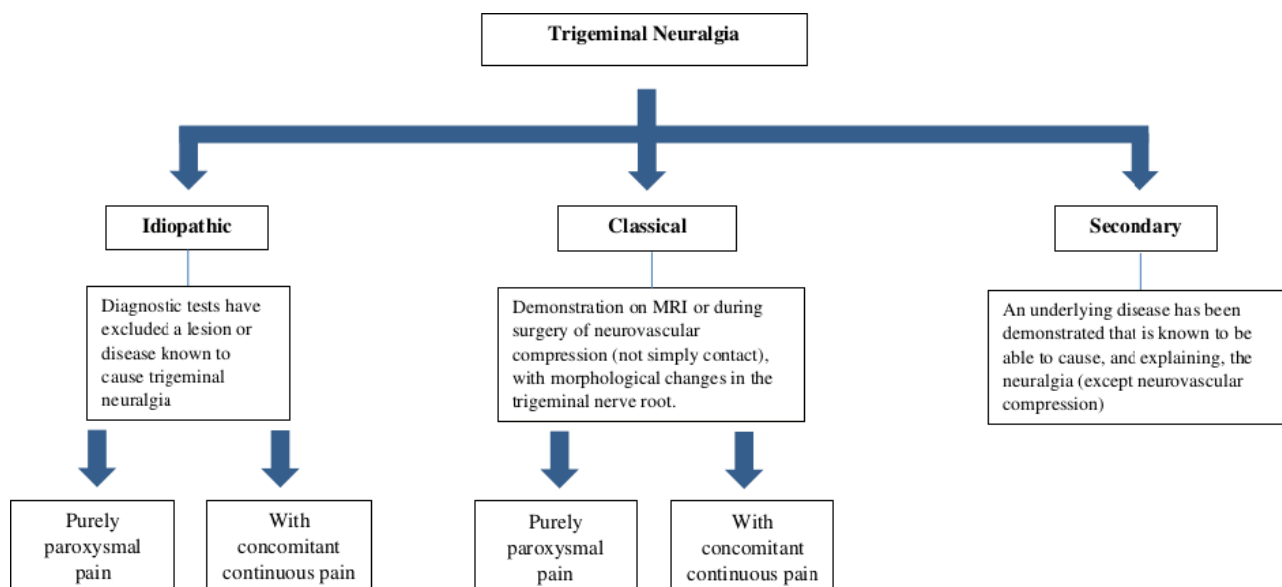 Trigeminal Neuralgia
Idiopathic
Classical
Secondary
Diagnostic tests have
excluded a lesion or
disease known to
cause trigeminal
neuralgia
Demonstration on MRI or during
surgery of neurovascular
compression (not simply contact),
with morphological changes in the
trigeminal nerve root.
An underlying disease has been
demonstrated that is known to be
able to cause, and explaining, the
neuralgia (except neurovascular
compression)
Purely
paroxysmal
pain
With
concomitant
continuous pain
Purely
paroxysmal
pain
With
concomitant
continuous pain